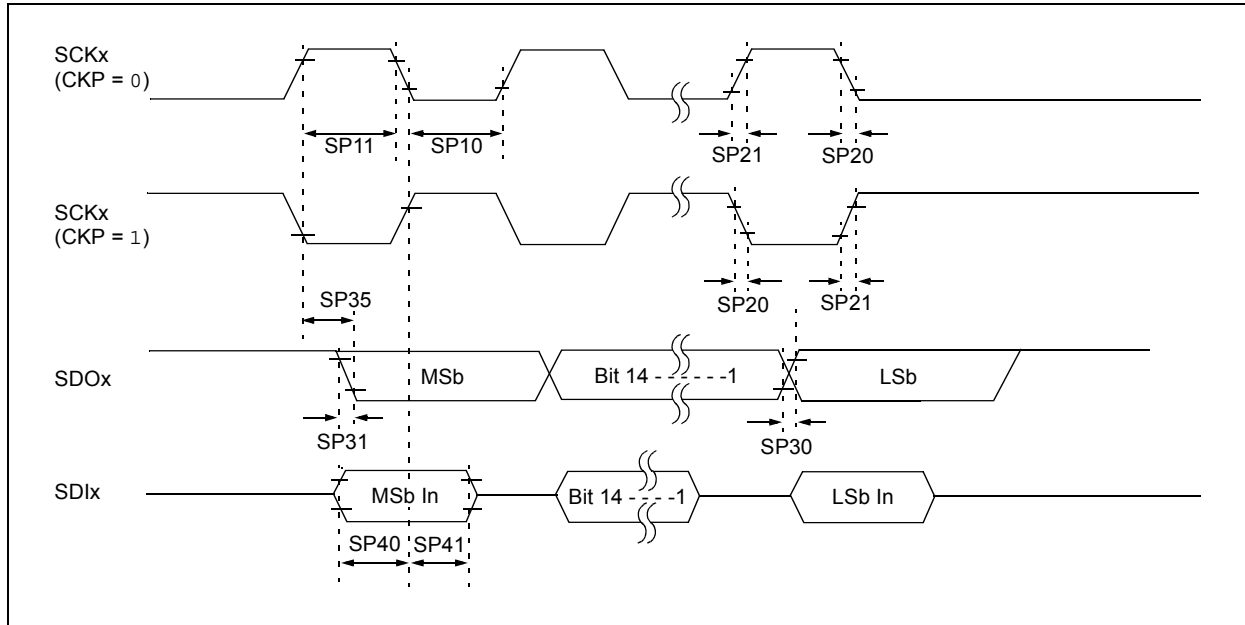 SCKx
(CKP = 0)
SP11
SP10
SP21
SP20
SCKx
(CKP = 1)
SP35
SP20
SP21
SDOx
MSb
Bit 14 - - - - - -1
LSb
SP31
SP30
SDIx
MSb In
Bit 14 - - - - -1
LSb In
SP40
SP41